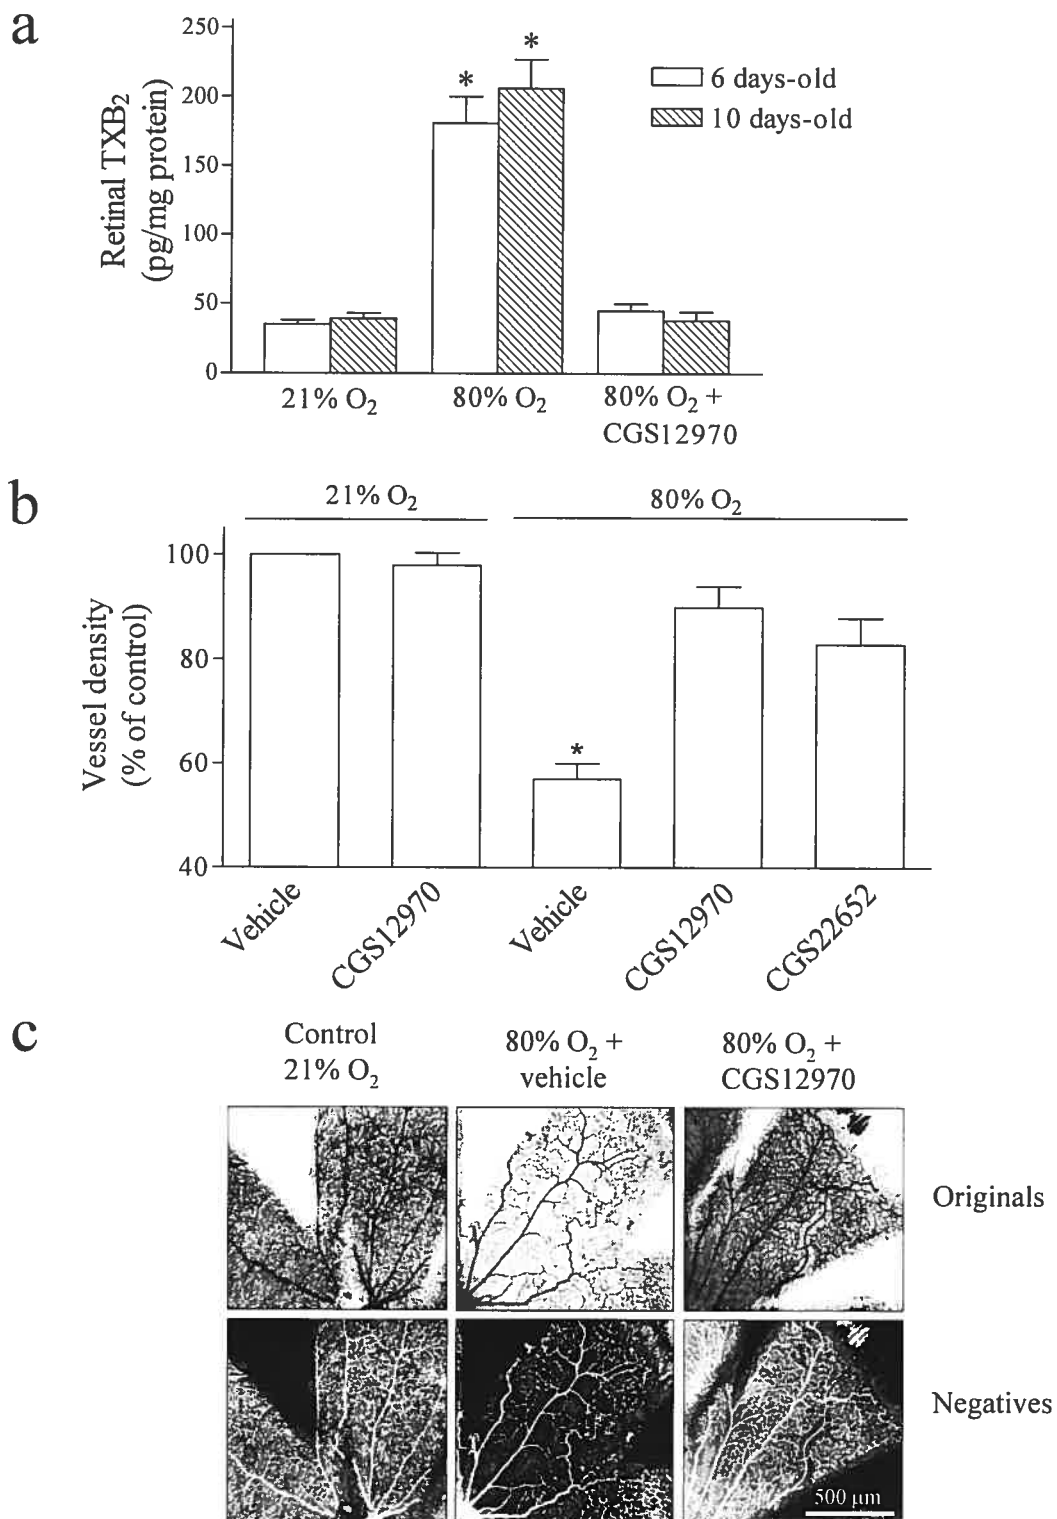 a
Retinal TXB2
(pg/mg protein)
250
200
150
100
50
0
*
*
6 days-old
10 days-old
21% O2
80% O2
80% O2 +
CGS12970
b
21% O2
80% O2
Vessel density
(% of control)
100
80
60
40
*
Vehicle
CGS12970
Vehicle
CGS12970
CGS22652
c
Control
21% O2
80% O2 +
vehicle
80% O2 +
CGS12970
Originals
Negatives
500 µm